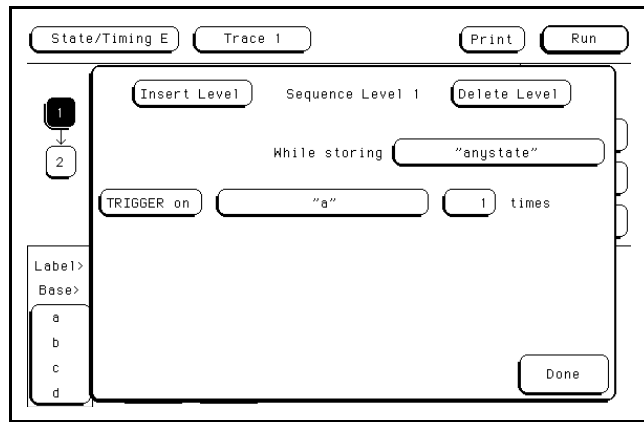 State/Timing E Trace 1 Print Run
Insert Level Sequence Level 1 Delete Level
1
2
While storing "anystate"
TRIGGER on "a" 1 times
Label>
Base>
a
b
c
d
Done